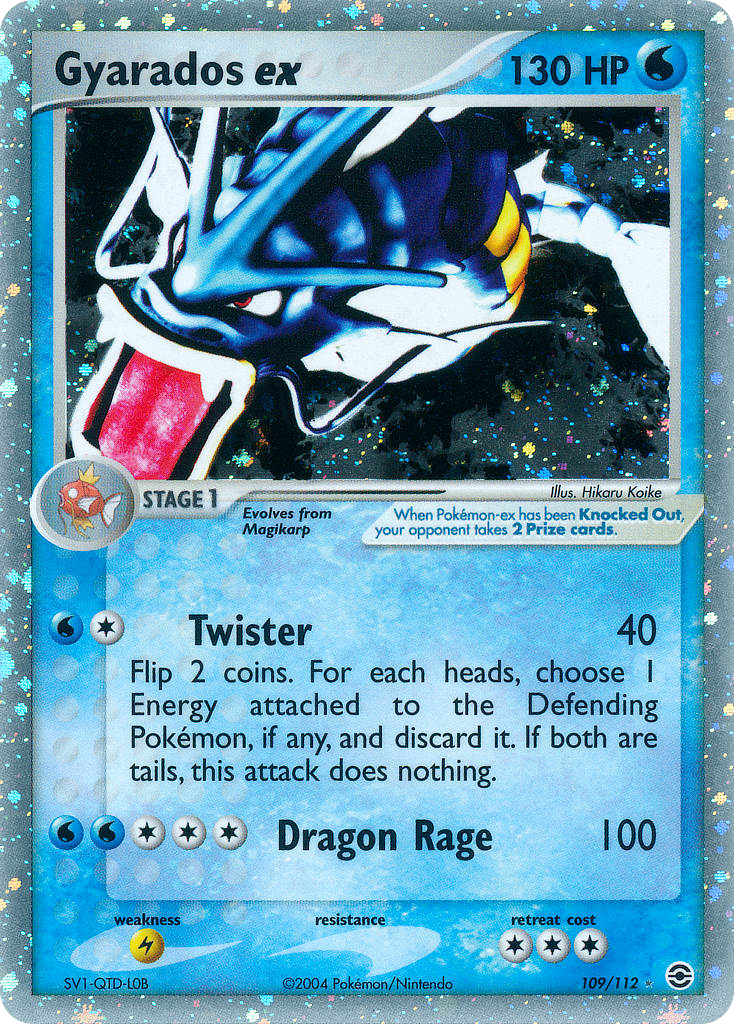 Gyarados ex 130 HP
Illus. Hikaru Koike
STAGE 1
Evolves from
Magikarp
When Pokémon-ex has been Knocked Out,
your opponent takes 2 Prize cards.
Twister 40
Flip 2 coins. For each heads, choose 1
Energy attached to the Defending
Pokémon, if any, and discard it. If both are
tails, this attack does nothing.
Dragon Rage 100
weakness resistance retreat cost
SV1-QTD-L0B ©2004 Pokémon/Nintendo 109/112